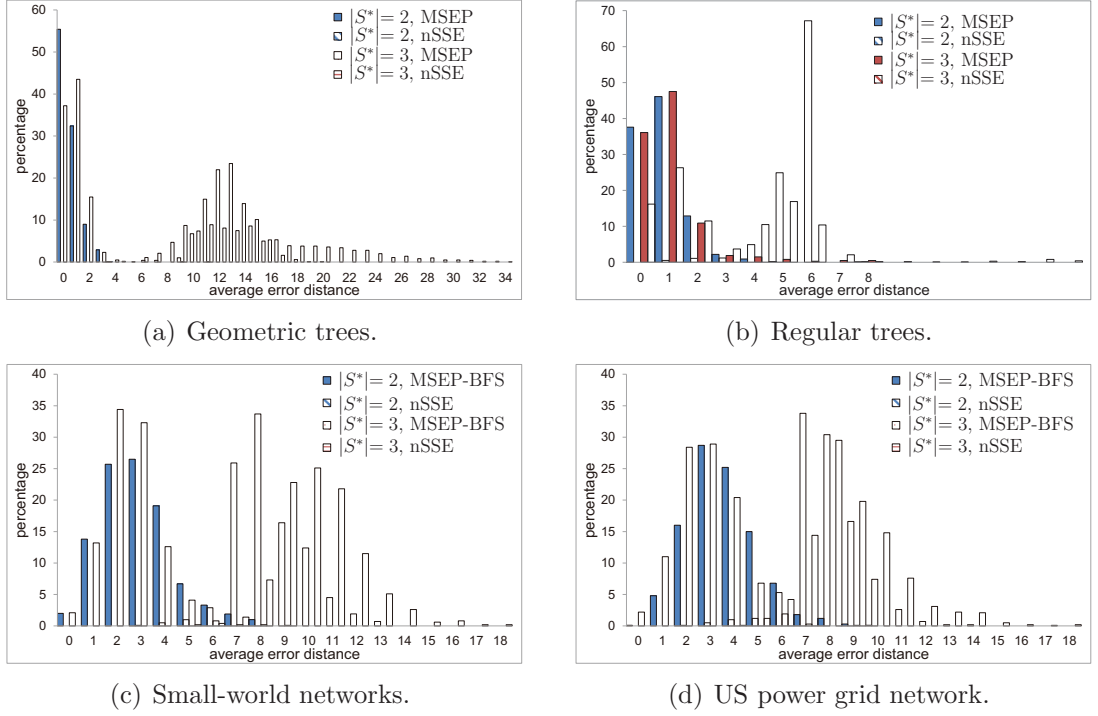 60
50
40
30
20
10
0
percentage
|S*|= 2, MSEP
|S*|= 2, nSSE
|S*|= 3, MSEP
|S*|= 3, nSSE
0 2 4 6 8 10 12 14 16 18 20 22 24 26 28 30 32 34
average error distance
(a) Geometric trees.
70
60
50
40
30
20
10
0
percentage
|S*|= 2, MSEP
|S*|= 2, nSSE
|S*|= 3, MSEP
|S*|= 3, nSSE
0 1 2 3 4 5 6 7 8
average error distance
(b) Regular trees.
40
35
30
25
20
15
10
5
0
percentage
|S*|= 2, MSEP-BFS
|S*|= 2, nSSE
|S*|= 3, MSEP-BFS
|S*|= 3, nSSE
0 1 2 3 4 5 6 7 8 9 10 11 12 13 14 15 16 17 18
average error distance
(c) Small-world networks.
40
35
30
25
20
15
10
5
0
percentage
|S*|= 2, MSEP-BFS
|S*|= 2, nSSE
|S*|= 3, MSEP-BFS
|S*|= 3, nSSE
0 1 2 3 4 5 6 7 8 9 10 11 12 13 14 15 16 17 18
average error distance
(d) US power grid network.